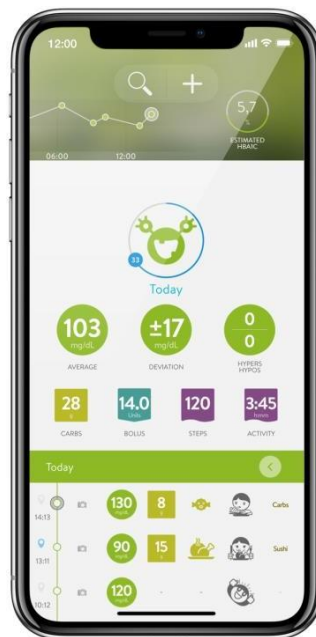 12:00
5,7
%
ESTIMATED
HBA1C
06:00 12:00
33
Today
103
mg/dL
AVERAGE
±17
mg/dL
DEVIATION
0
0
HYPERS
HYPOS
28
g
CARBS
14.0
Units
BOLUS
120
STEPS
3:45
h:mm
ACTIVITY
Today
14:13 130 mg/dL 8 g Carbs
13:11 90 mg/dL 15 g Sushi
10:12 120 mg/dL - -